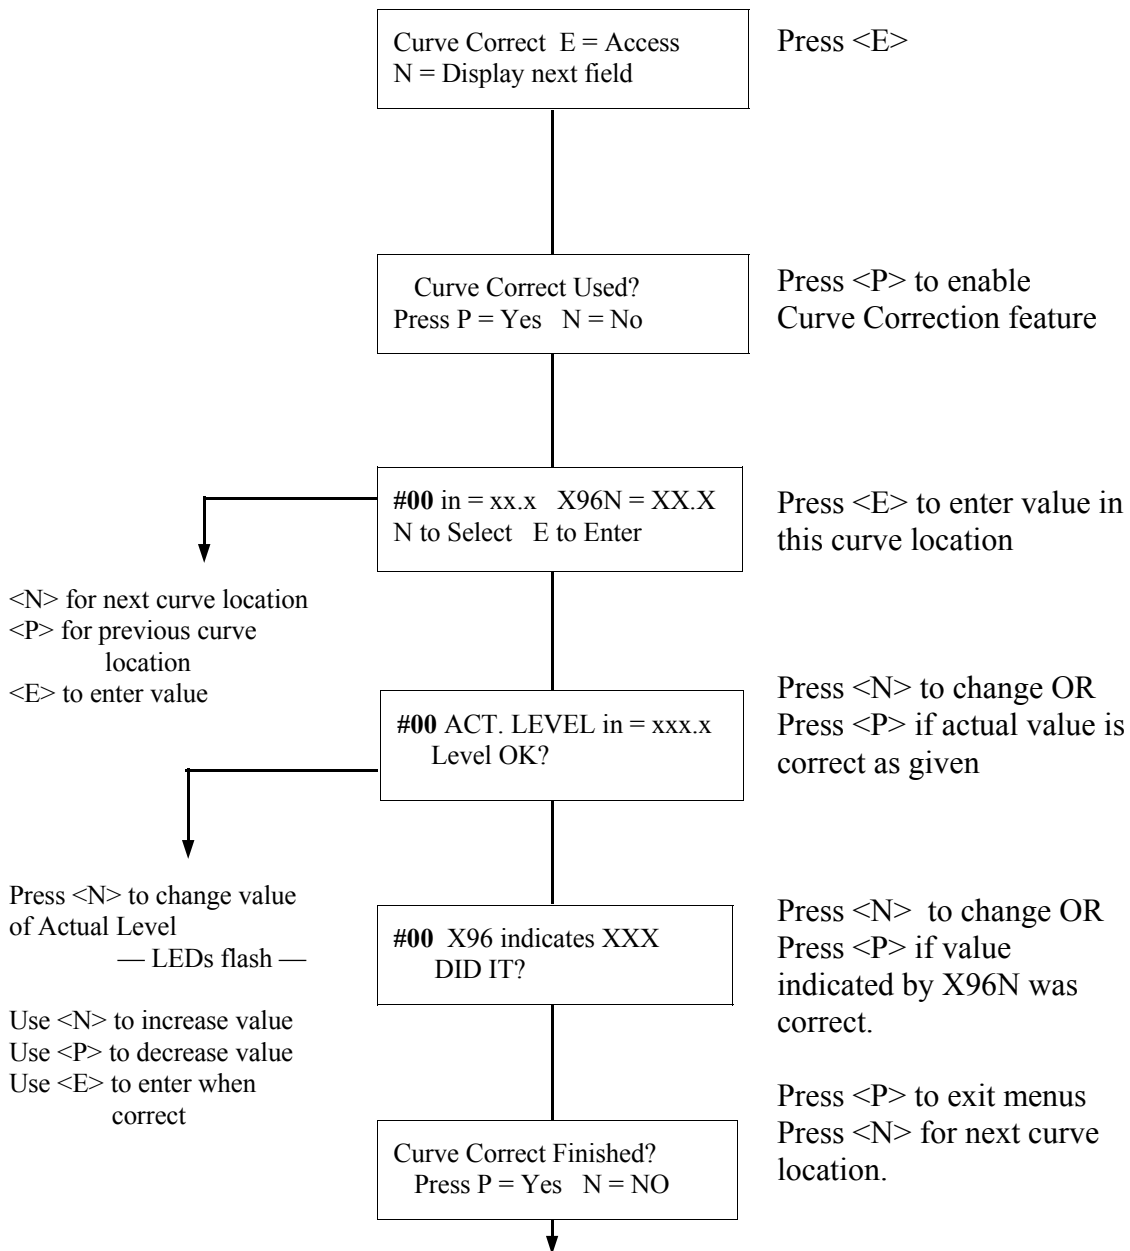 Curve Correct E = Access
N = Display next field
Press <E>
Curve Correct Used?
Press P = Yes N = No
Press <P> to enable
Curve Correction feature
#00 in = xx.x X96N = XX.X
N to Select E to Enter
Press <E> to enter value in
this curve location
<N> for next curve location
<P> for previous curve
location
<E> to enter value
#00 ACT. LEVEL in = xxx.x
Level OK?
Press <N> to change OR
Press <P> if actual value is
correct as given
Press <N> to change value
of Actual Level
— LEDs flash —
Use <N> to increase value
Use <P> to decrease value
Use <E> to enter when
correct
#00 X96 indicates XXX
DID IT?
Press <N> to change OR
Press <P> if value
indicated by X96N was
correct.
Curve Correct Finished?
Press P = Yes N = NO
Press <P> to exit menus
Press <N> for next curve
location.